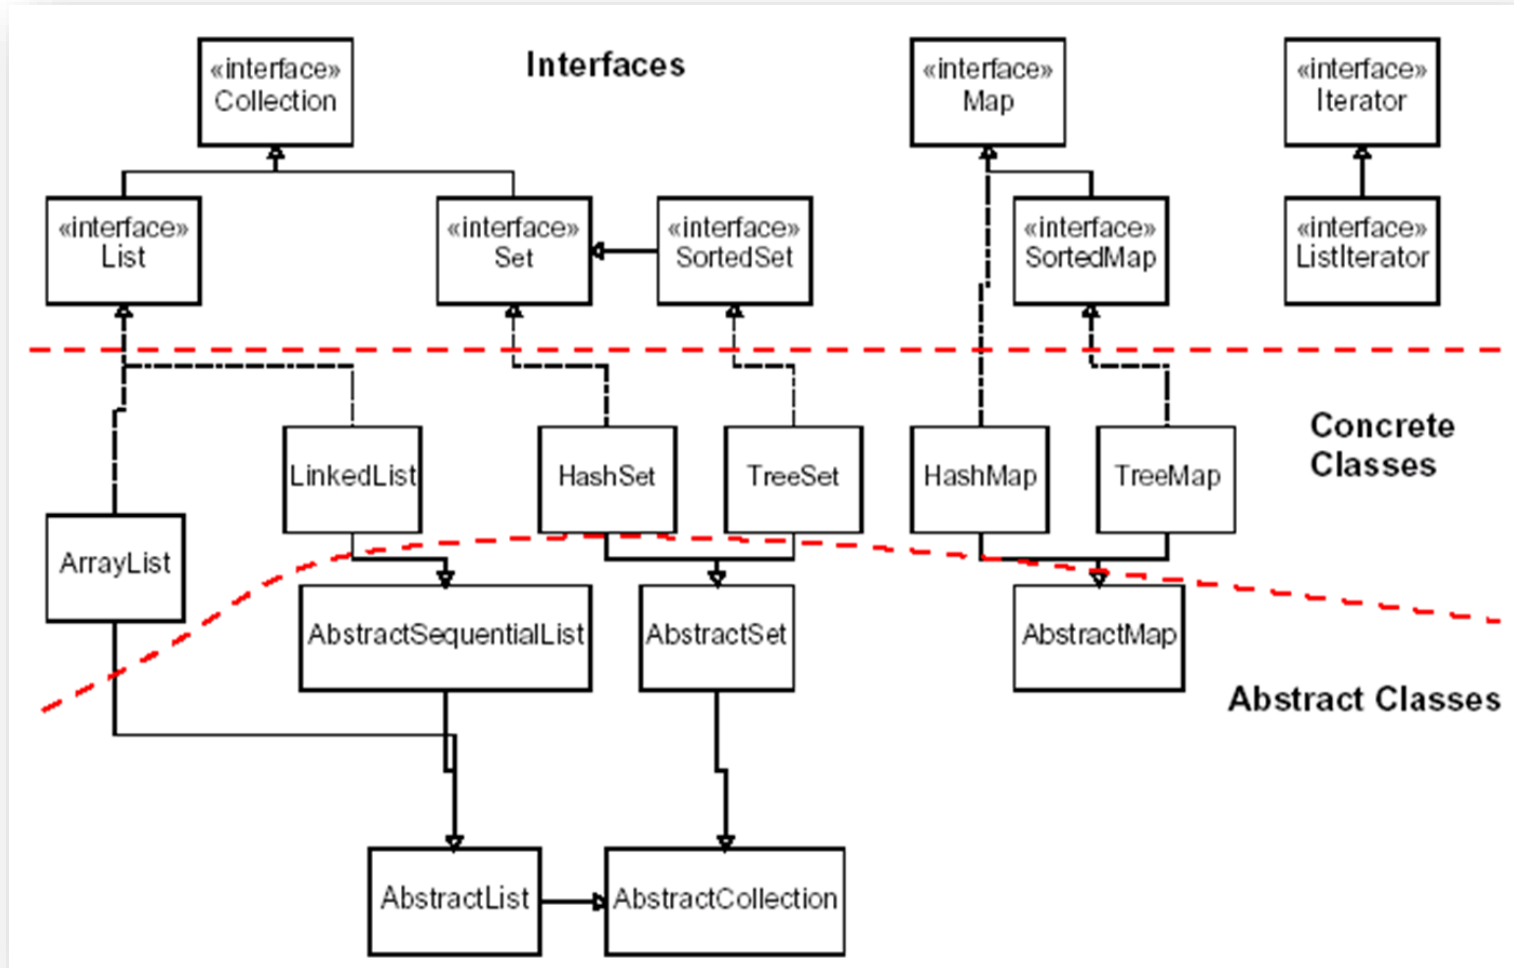 Interfaces
«interface»
Collection
«interface»
Map
«interface»
Iterator
«interface»
List
«interface»
Set
«interface»
SortedSet
«interface»
SortedMap
«interface»
ListIterator
Concrete
Classes
LinkedList
HashSet
TreeSet
HashMap
TreeMap
ArrayList
AbstractSequentialList
AbstractSet
AbstractMap
Abstract Classes
AbstractList
AbstractCollection